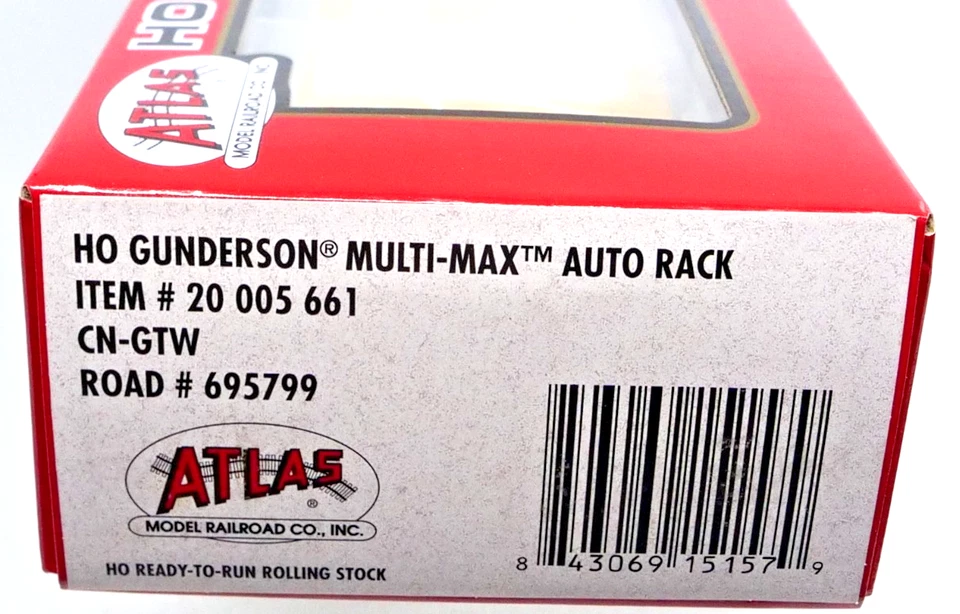 HO
ATLAS
MODEL RAILROAD CO., INC.
HO GUNDERSON® MULTI-MAX™ AUTO RACK
ITEM # 20 005 661
CN-GTW
ROAD # 695799
ATLAS®
MODEL RAILROAD CO., INC.
HO READY-TO-RUN ROLLING STOCK
8 43069 15157 9